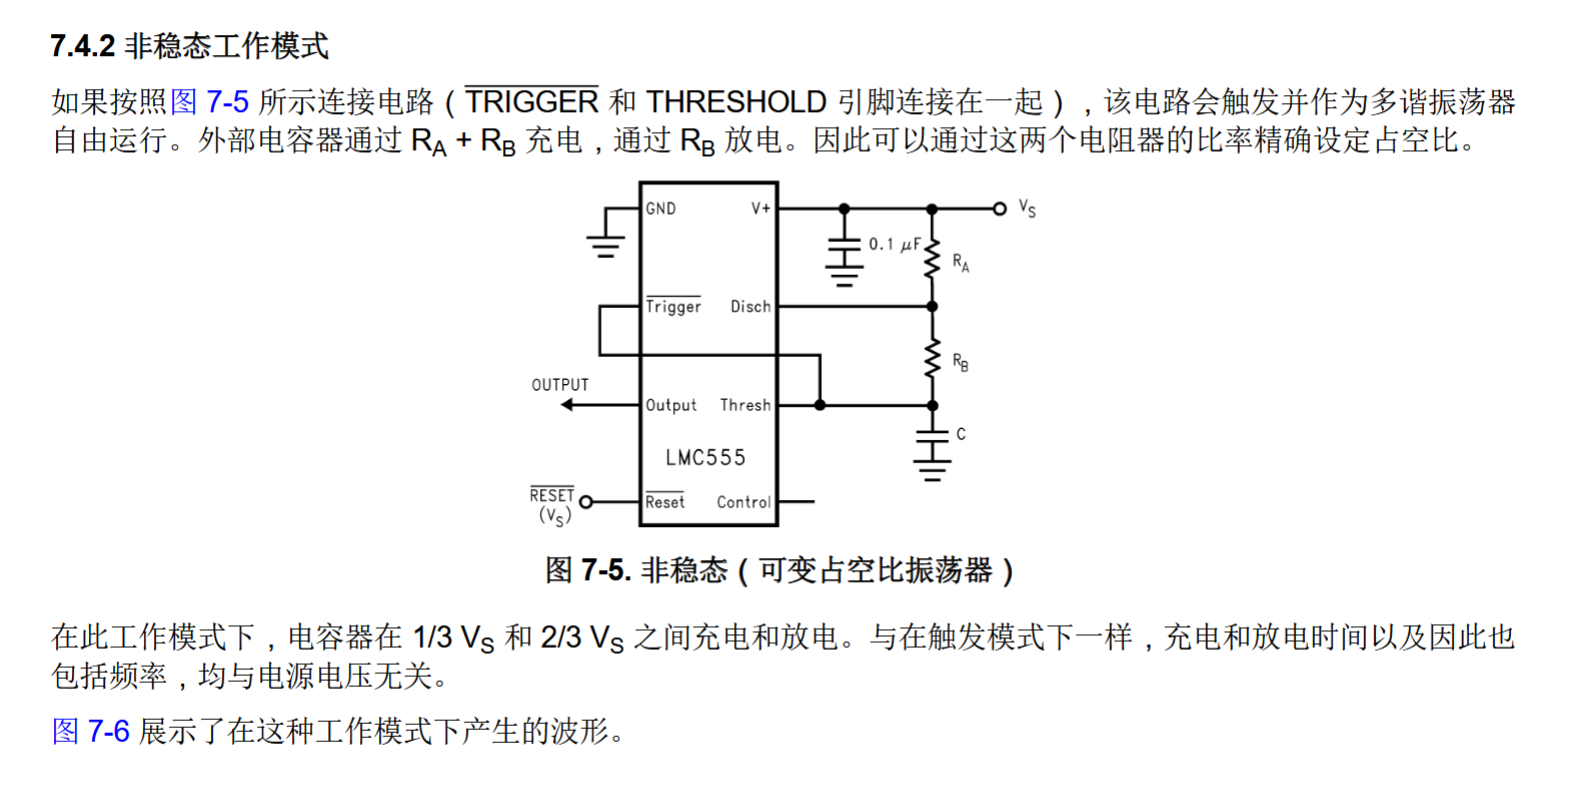 7.4.2 非稳态工作模式
如果按照图 7-5 所示连接电路（TRIGGER 和 THRESHOLD 引脚连接在一起），该电路会触发并作为多谐振荡器
自由运行。外部电容器通过 RA + RB 充电，通过 RB 放电。因此可以通过这两个电阻器的比率精确设定占空比。
GND V+ VS
0.1 μF RA
Trigger Disch
RB
OUTPUT
Output Thresh
C
LMC555
RESET
(VS)
Reset Control
图 7-5. 非稳态（可变占空比振荡器）
在此工作模式下，电容器在 1/3 VS 和 2/3 VS 之间充电和放电。与在触发模式下一样，充电和放电时间以及因此也
包括频率，均与电源电压无关。
图 7-6 展示了在这种工作模式下产生的波形。